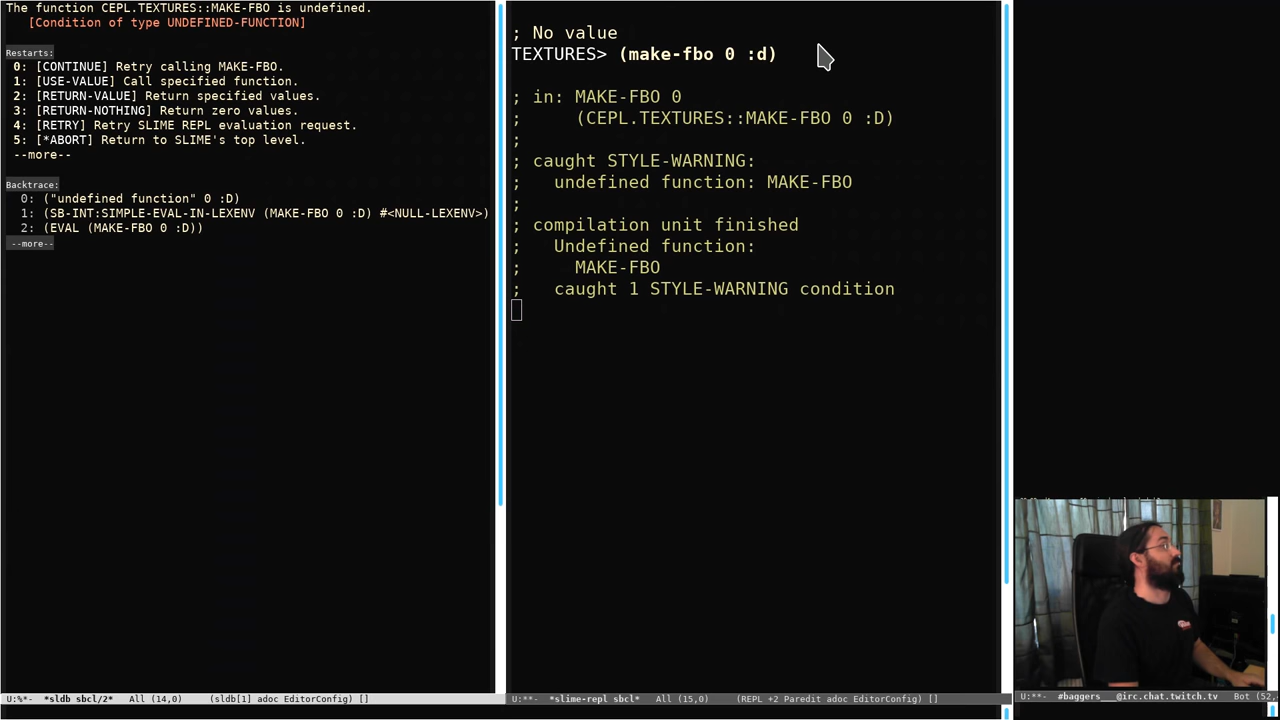 The function CEPL.TEXTURES::MAKE-FBO is undefined.
[Condition of type UNDEFINED-FUNCTION]
Restarts:
0: [CONTINUE] Retry calling MAKE-FBO.
1: [USE-VALUE] Call specified function.
2: [RETURN-VALUE] Return specified values.
3: [RETURN-NOTHING] Return zero values.
4: [RETRY] Retry SLIME REPL evaluation request.
5: [*ABORT] Return to SLIME's top level.
--more--
Backtrace:
0: ("undefined function" 0 :D)
1: (SB-INT:SIMPLE-EVAL-IN-LEXENV (MAKE-FBO 0 :D) #<NULL-LEXENV>)
2: (EVAL (MAKE-FBO 0 :D))
--more--
U:%*- *sldb sbcl/2* All (14,0) (sldb[1] adoc EditorConfig) []
; No value
TEXTURES> (make-fbo 0 :d)
; in: MAKE-FBO 0
; (CEPL.TEXTURES::MAKE-FBO 0 :D)
;
; caught STYLE-WARNING:
; undefined function: MAKE-FBO
;
; compilation unit finished
; Undefined function:
; MAKE-FBO
; caught 1 STYLE-WARNING condition
U:**- *slime-repl sbcl* All (15,0) (REPL +2 Paredit adoc EditorConfig) []
U:**- #baggers___@irc.chat.twitch.tv Bot (52,